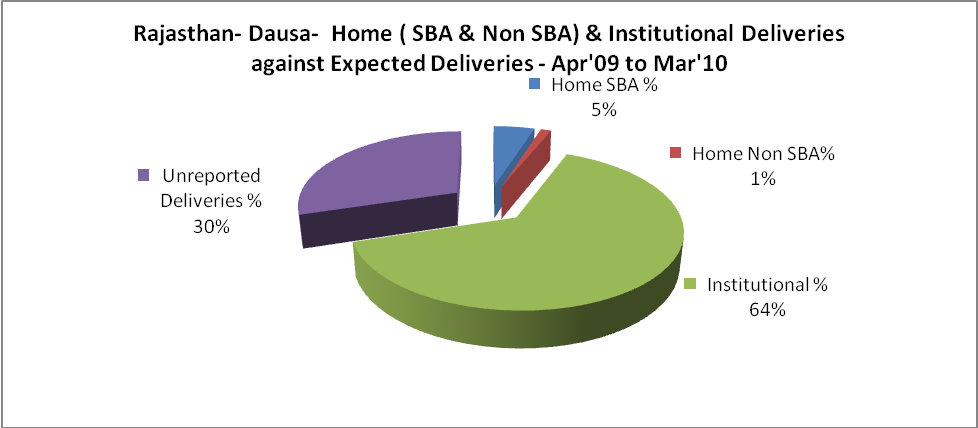 Rajasthan- Dausa- Home ( SBA & Non SBA) & Institutional Deliveries
against Expected Deliveries - Apr'09 to Mar'10
Home SBA %
5%
Home Non SBA%
1%
Unreported
Deliveries %
30%
Institutional %
64%